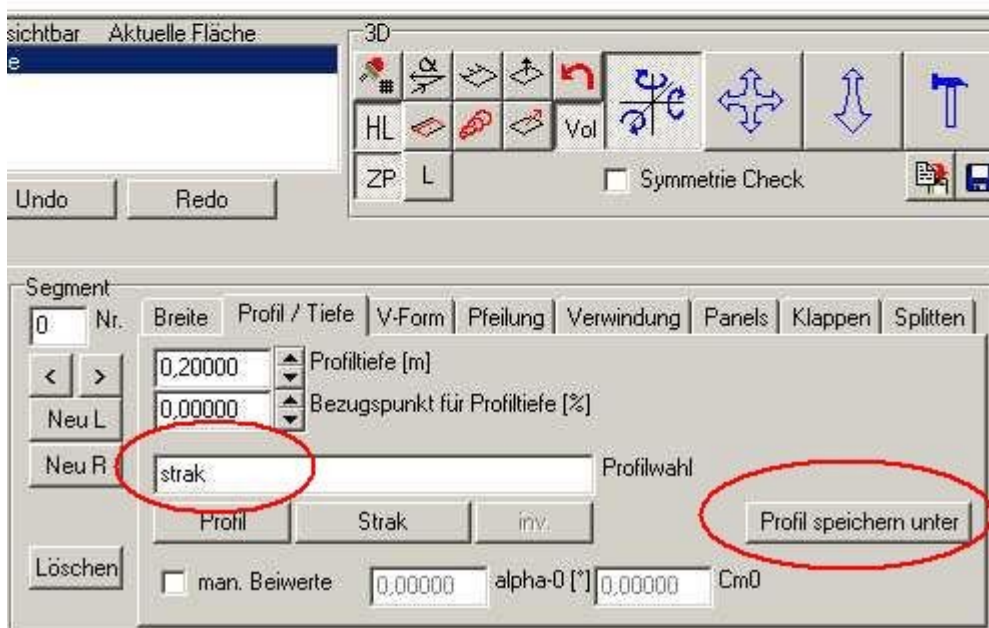 sichtbar Aktuelle Fläche
e
Undo Redo
3D
α
HL Vol
ZP L
Symmetrie Check
Segment
0 Nr.
< >
Neu L
Neu R
Löschen
Breite Profil / Tiefe V-Form Pfeilung Verwindung Panels Klappen Splitten
0,20000 Profiltiefe [m]
0,00000 Bezugspunkt für Profiltiefe [%]
strak Profilwahl
Profil Strak inv. Profil speichern unter
man. Beiwerte 0,00000 alpha-0 [°] 0,00000 Cm0